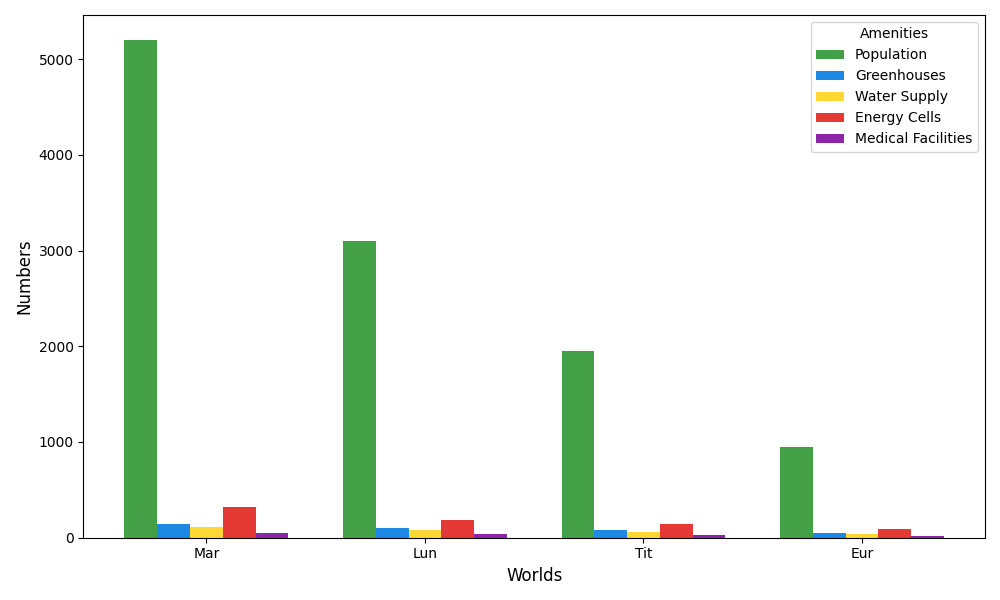 Amenities
Population
Greenhouses
Water Supply
Energy Cells
Medical Facilities
Numbers
5000
4000
3000
2000
1000
0
Mar Lun Tit Eur
Worlds